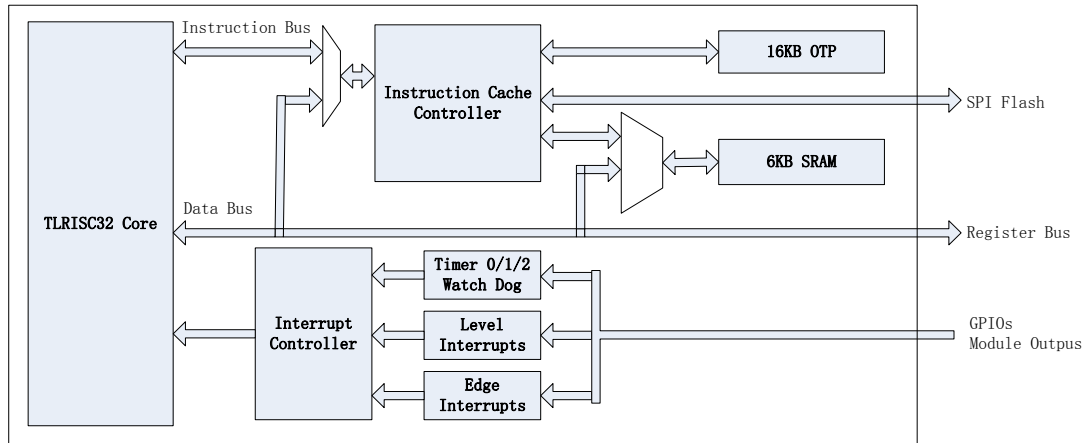 Instruction Bus
16KB OTP
Instruction Cache
Controller
SPI Flash
6KB SRAM
TLRISC32 Core
Data Bus
Register Bus
Timer 0/1/2
Watch Dog
Interrupt
Controller
Level
Interrupts
GPIOs
Module Outpus
Edge
Interrupts